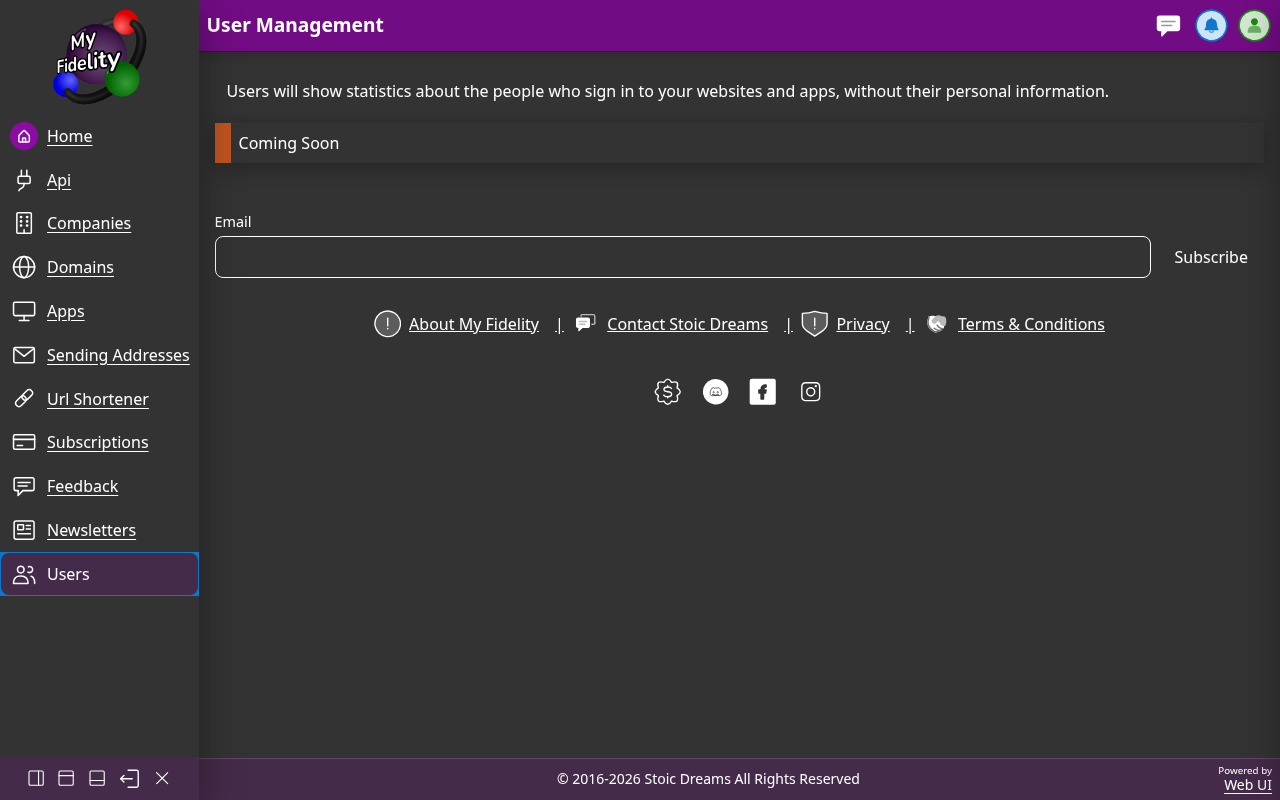 My
Fidelity
User Management
Home
Api
Companies
Domains
Apps
Sending Addresses
Url Shortener
Subscriptions
Feedback
Newsletters
Users
Users will show statistics about the people who sign in to your websites and apps, without their personal information.
Coming Soon
Email
Subscribe
About My Fidelity | Contact Stoic Dreams | Privacy | Terms & Conditions
© 2016-2026 Stoic Dreams All Rights Reserved
Powered by
Web UI